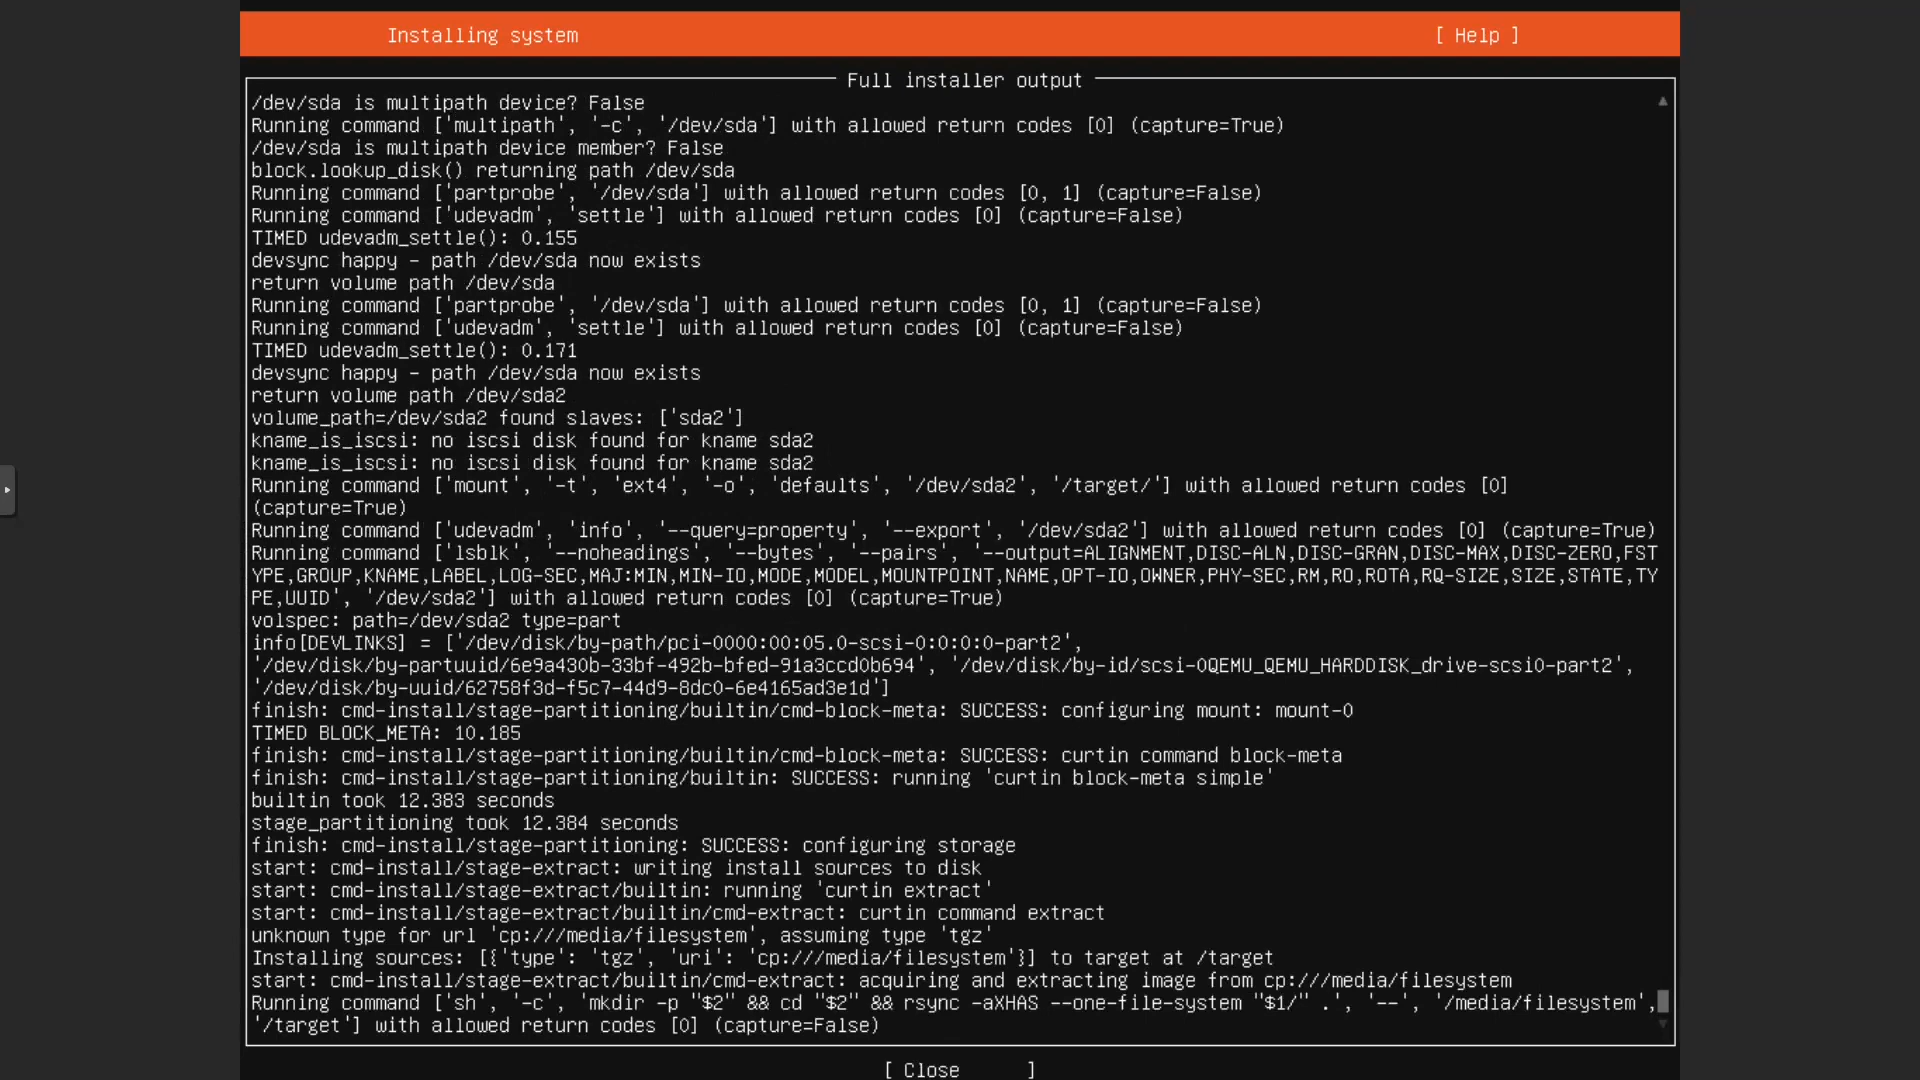 Installing system
[ Help ]
Full installer output
/dev/sda is multipath device? False
Running command ['multipath', '-c', '/dev/sda'] with allowed return codes [0] (capture=True)
/dev/sda is multipath device member? False
block.lookup_disk() returning path /dev/sda
Running command ['partprobe', '/dev/sda'] with allowed return codes [0, 1] (capture=False)
Running command ['udevadm', 'settle'] with allowed return codes [0] (capture=False)
TIMED udevadm_settle(): 0.155
devsync happy - path /dev/sda now exists
return volume path /dev/sda
Running command ['partprobe', '/dev/sda'] with allowed return codes [0, 1] (capture=False)
Running command ['udevadm', 'settle'] with allowed return codes [0] (capture=False)
TIMED udevadm_settle(): 0.171
devsync happy - path /dev/sda now exists
return volume path /dev/sda2
volume_path=/dev/sda2 found slaves: ['sda2']
kname_is_iscsi: no iscsi disk found for kname sda2
kname_is_iscsi: no iscsi disk found for kname sda2
Running command ['mount', '-t', 'ext4', '-o', 'defaults', '/dev/sda2', '/target/'] with allowed return codes [0]
(capture=True)
Running command ['udevadm', 'info', '--query=property', '--export', '/dev/sda2'] with allowed return codes [0] (capture=True)
Running command ['lsblk', '--noheadings', '--bytes', '--pairs', '--output=ALIGNMENT,DISC-ALN,DISC-GRAN,DISC-MAX,DISC-ZERO,FST
YPE,GROUP,KNAME,LABEL,LOG-SEC,MAJ:MIN,MIN-IO,MODE,MODEL,MOUNTPOINT,NAME,OPT-IO,OWNER,PHY-SEC,RM,RO,ROTA,RQ-SIZE,SIZE,STATE,TY
PE,UUID', '/dev/sda2'] with allowed return codes [0] (capture=True)
volspec: path=/dev/sda2 type=part
info[DEVLINKS] = ['/dev/disk/by-path/pci-0000:00:05.0-scsi-0:0:0:0-part2',
'/dev/disk/by-partuuid/6e9a430b-33bf-492b-bfed-91a3ccd0b694', '/dev/disk/by-id/scsi-0QEMU_QEMU_HARDDISK_drive-scsi0-part2',
'/dev/disk/by-uuid/62758f3d-f5c7-44d9-8dc0-6e4165ad3e1d']
finish: cmd-install/stage-partitioning/builtin/cmd-block-meta: SUCCESS: configuring mount: mount-0
TIMED BLOCK_META: 10.185
finish: cmd-install/stage-partitioning/builtin/cmd-block-meta: SUCCESS: curtin command block-meta
finish: cmd-install/stage-partitioning/builtin: SUCCESS: running 'curtin block-meta simple'
builtin took 12.383 seconds
stage_partitioning took 12.384 seconds
finish: cmd-install/stage-partitioning: SUCCESS: configuring storage
start: cmd-install/stage-extract: writing install sources to disk
start: cmd-install/stage-extract/builtin: running 'curtin extract'
start: cmd-install/stage-extract/builtin/cmd-extract: curtin command extract
unknown type for url 'cp:///media/filesystem', assuming type 'tgz'
Installing sources: [{'type': 'tgz', 'uri': 'cp:///media/filesystem'}] to target at /target
start: cmd-install/stage-extract/builtin/cmd-extract: acquiring and extracting image from cp:///media/filesystem
Running command ['sh', '-c', 'mkdir -p "$2" && cd "$2" && rsync -aXHAS --one-file-system "$1/" .', '--', '/media/filesystem',
'/target'] with allowed return codes [0] (capture=False)
[ Close ]